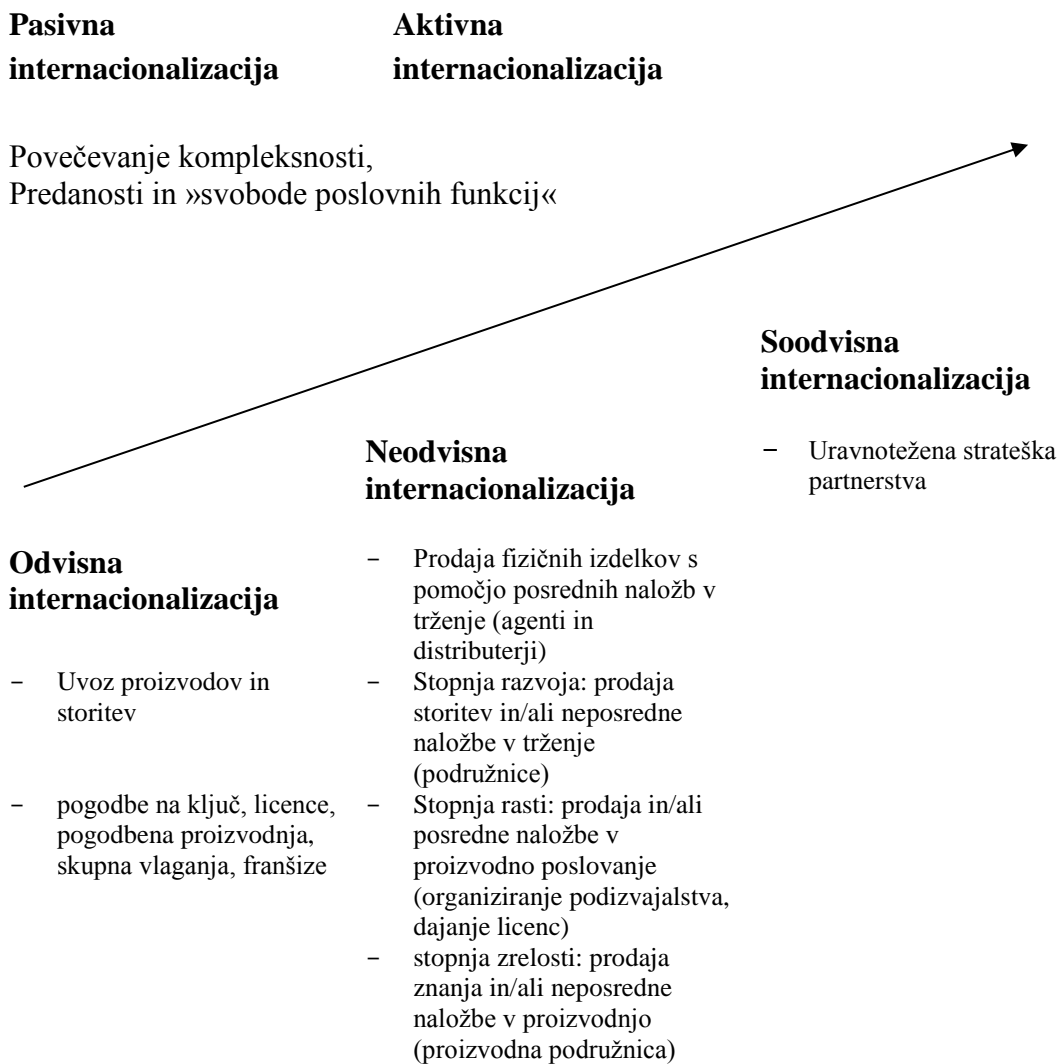 Pasivna
internacionalizacija
Aktivna
internacionalizacija
Povečevanje kompleksnosti,
Predanosti in »svobode poslovnih funkcij«
Odvisna
internacionalizacija
- Uvoz proizvodov in
storitev
- pogodbe na ključ, licence,
pogodbena proizvodnja,
skupna vlaganja, franšize
Neodvisna
internacionalizacija
- Prodaja fizičnih izdelkov s
pomočjo posrednih naložb v
trženje (agenti in
distributerji)
- Stopnja razvoja: prodaja
storitev in/ali neposredne
naložbe v trženje
(podružnice)
- Stopnja rasti: prodaja in/ali
posredne naložbe v
proizvodno poslovanje
(organiziranje podizvajalstva,
dajanje licenc)
- stopnja zrelosti: prodaja
znanja in/ali neposredne
naložbe v proizvodnjo
(proizvodna podružnica)
Soodvisna
internacionalizacija
- Uravnotežena strateška
partnerstva